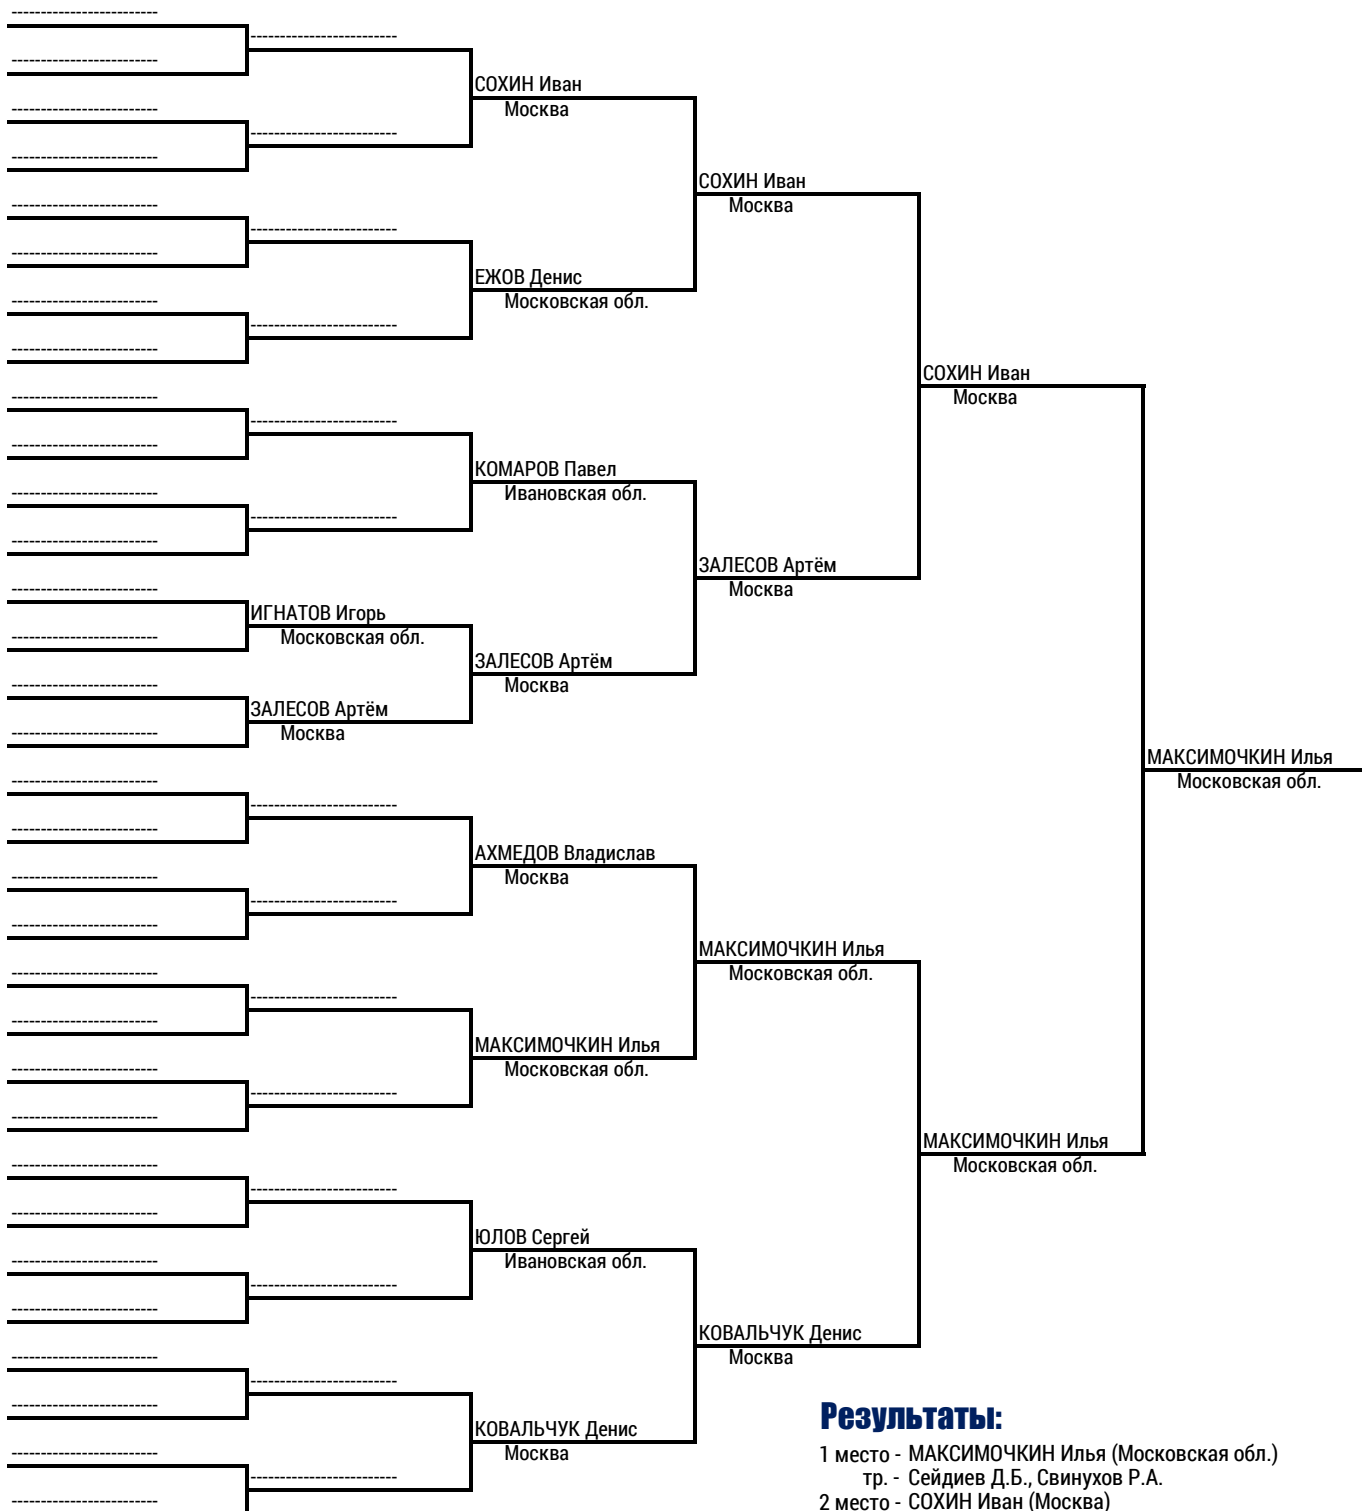 СОХИН Иван
Москва
ЕЖОВ Денис
Московская обл.
КОМАРОВ Павел
Ивановская обл.
ИГНАТОВ Игорь
Московская обл.
ЗАЛЕСОВ Артём
Москва
ЗАЛЕСОВ Артём
Москва
АХМЕДОВ Владислав
Москва
МАКСИМОЧКИН Илья
Московская обл.
ЮЛОВ Сергей
Ивановская обл.
КОВАЛЬЧУК Денис
Москва
СОХИН Иван
Москва
ЗАЛЕСОВ Артём
Москва
МАКСИМОЧКИН Илья
Московская обл.
КОВАЛЬЧУК Денис
Москва
СОХИН Иван
Москва
МАКСИМОЧКИН Илья
Московская обл.
МАКСИМОЧКИН Илья
Московская обл.
Результаты:
1 место - МАКСИМОЧКИН Илья (Московская обл.)
тр. - Сейдиев Д.Б., Свинухов Р.А.
2 место - СОХИН Иван (Москва)